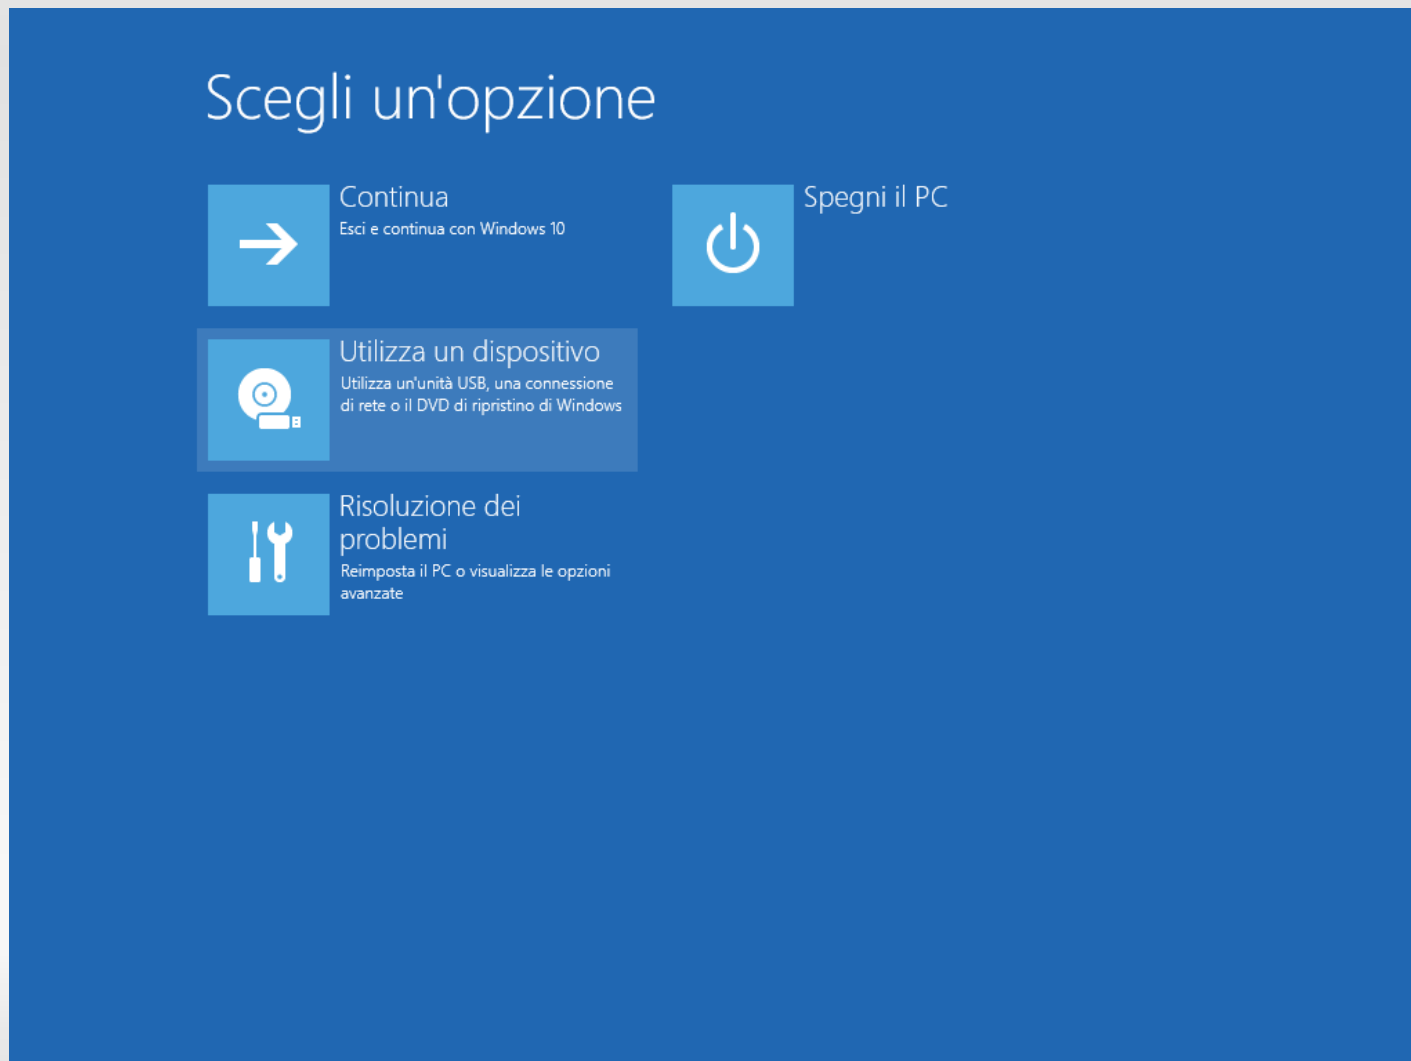 Scegli un'opzione
Continua
Esci e continua con Windows 10
Spegni il PC
Utilizza un dispositivo
Utilizza un'unità USB, una connessione
di rete o il DVD di ripristino di Windows
Risoluzione dei
problemi
Reimposta il PC o visualizza le opzioni
avanzate